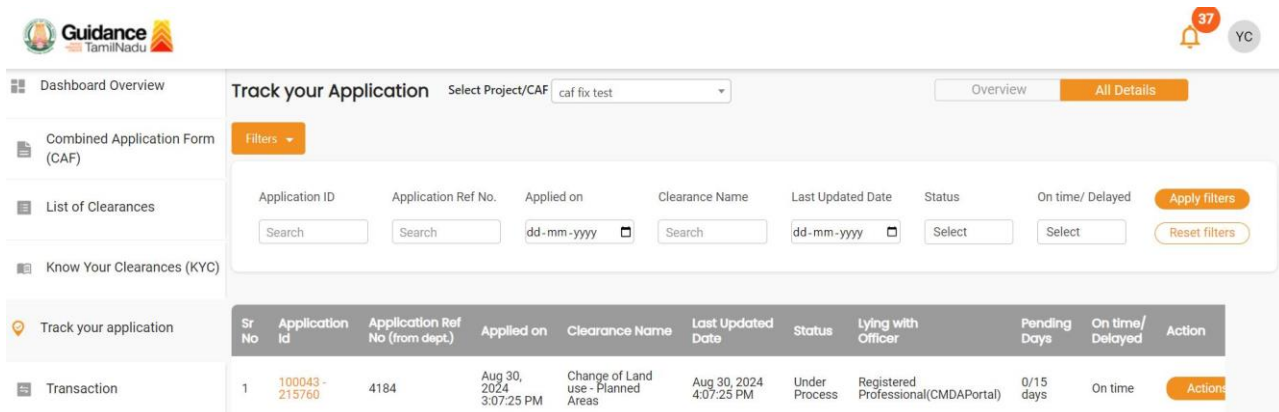 Guidance
TamilNadu
37
YC
Dashboard Overview
Combined Application Form
(CAF)
List of Clearances
Know Your Clearances (KYC)
Track your application
Transaction
Track your Application Select Project/CAF caf fix test
Overview All Details
Filters
Application ID Application Ref No. Applied on Clearance Name Last Updated Date Status On time/ Delayed Apply filters
Search Search dd-mm-yyyy Search dd-mm-yyyy Select Select Reset filters
Sr No Application Id Application Ref No (from dept.) Applied on Clearance Name Last Updated Date Status Lying with Officer Pending Days On time/ Delayed Action
1 100043 - 215760 4184 Aug 30, 2024 3:07:25 PM Change of Land use - Planned Areas Aug 30, 2024 4:07:25 PM Under Process Registered Professional(CMDAPortal) 0/15 days On time Actions